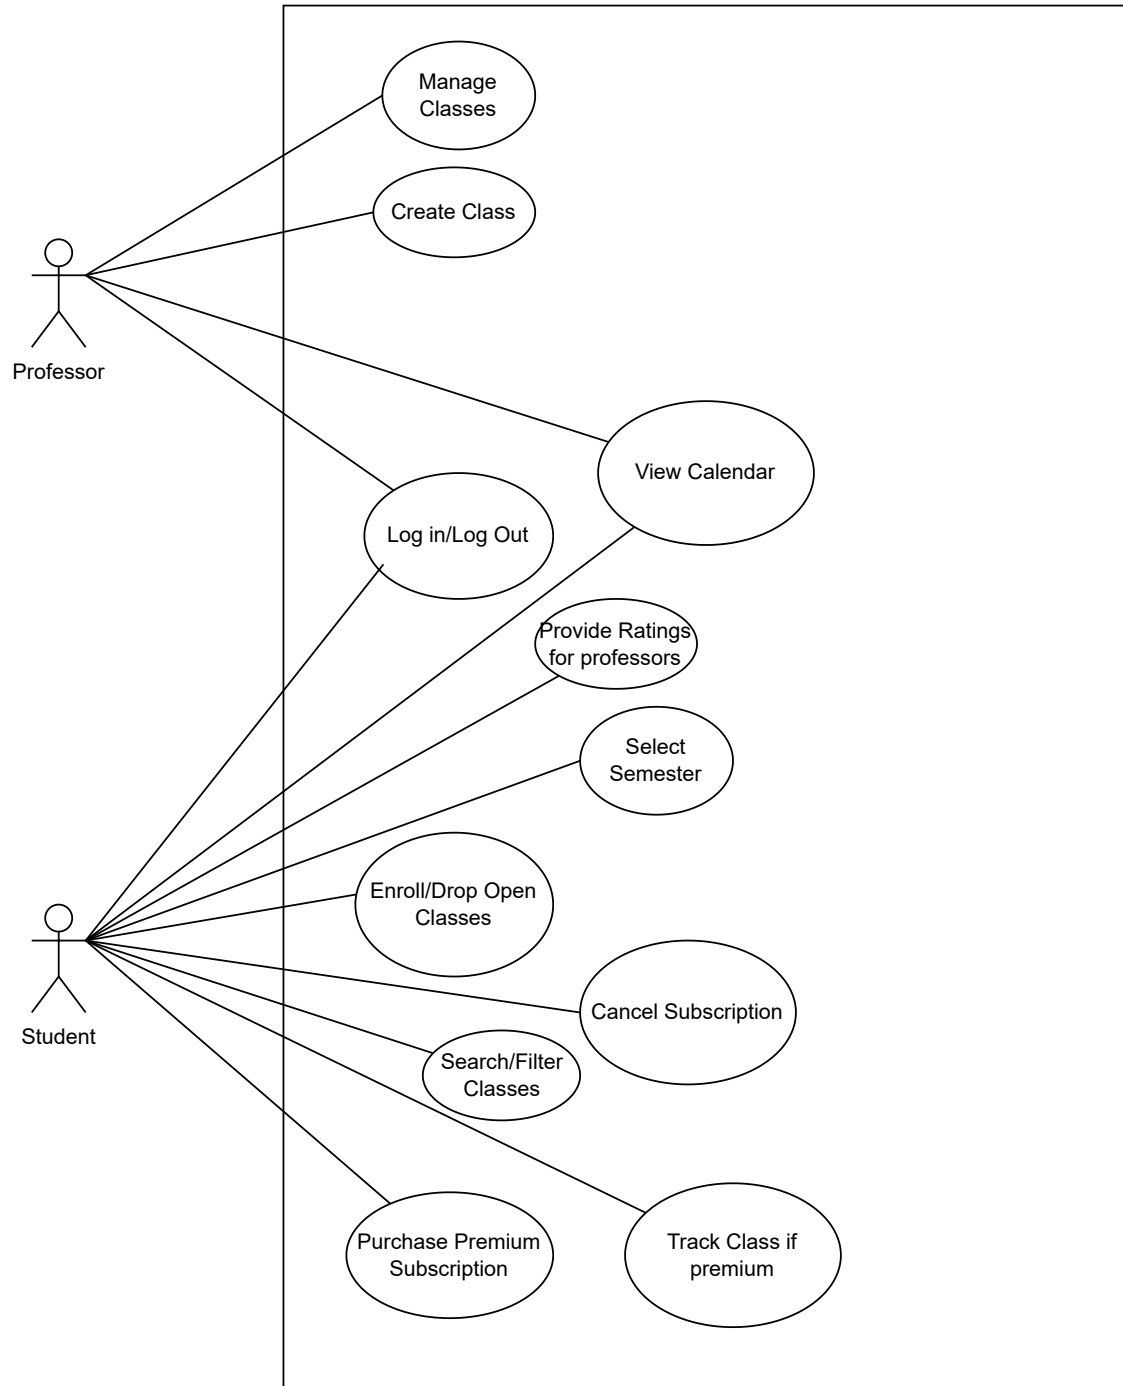 Manage
Classes
Create Class
Professor
View Calendar
Log in/Log Out
Provide Ratings
for professors
Select
Semester
Enroll/Drop Open
Classes
Student
Cancel Subscription
Search/Filter
Classes
Purchase Premium
Subscription
Track Class if
premium